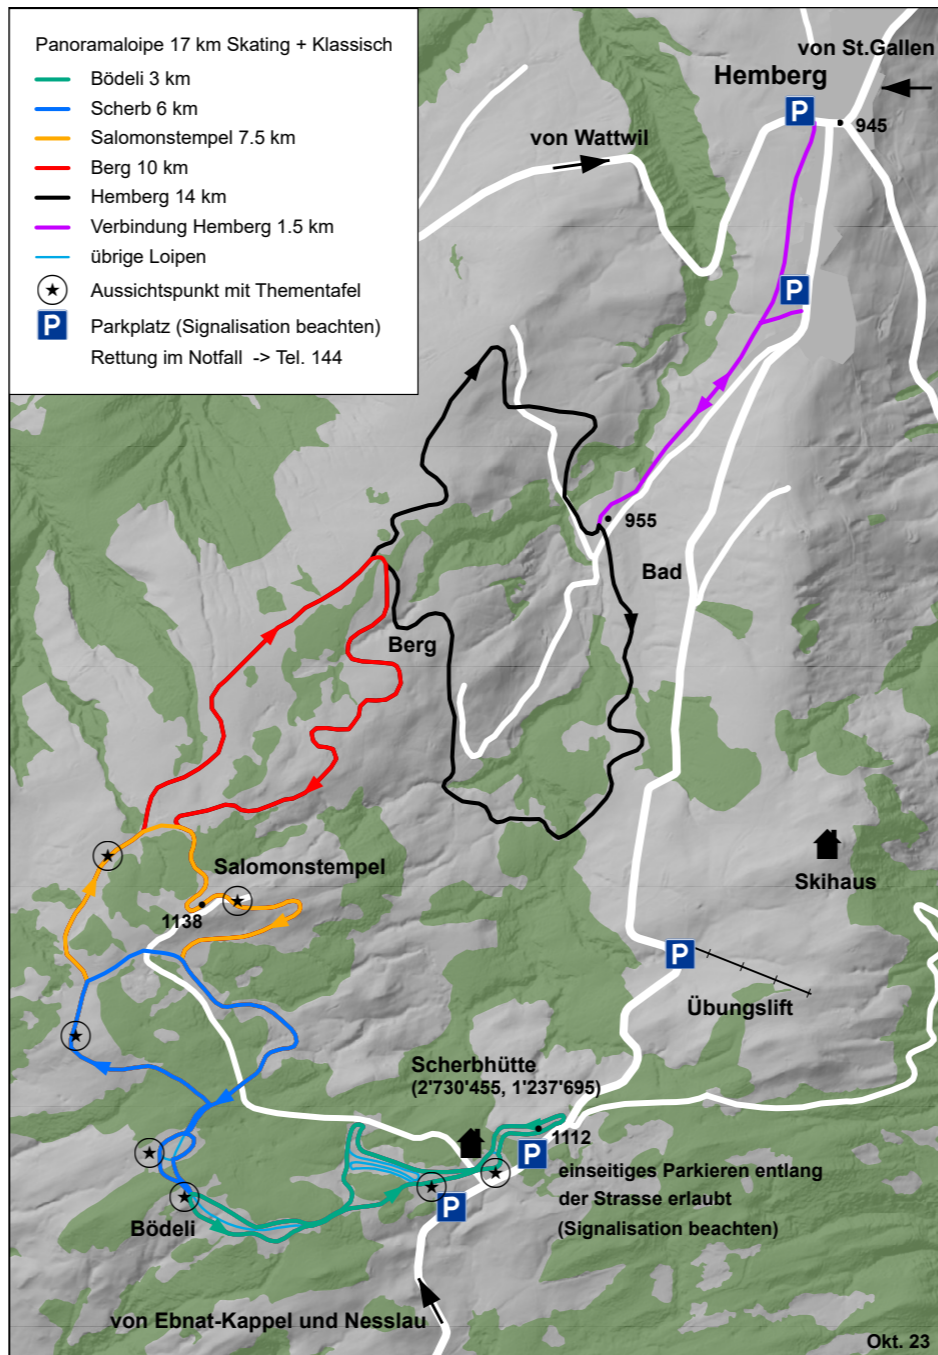 Panoramaloipe 17 km Skating + Klassisch
Bödeli 3 km
Scherb 6 km
Salomonstempel 7.5 km
Berg 10 km
Hemberg 14 km
Verbindung Hemberg 1.5 km
übrige Loipen
Aussichtspunkt mit Thementafel
P
Parkplatz (Signalisation beachten)
Rettung im Notfall -> Tel. 144
von St.Gallen
Hemberg
P
945
von Wattwil
P
955
Bad
Berg
Salomonstempel
1138
Skihaus
P
Übungslift
Scherbhütte
(2'730'455, 1'237'695)
1112
P
einseitiges Parkieren entlang
der Strasse erlaubt
(Signalisation beachten)
P
Bödeli
von Ebnat-Kappel und Nesslau
Okt. 23